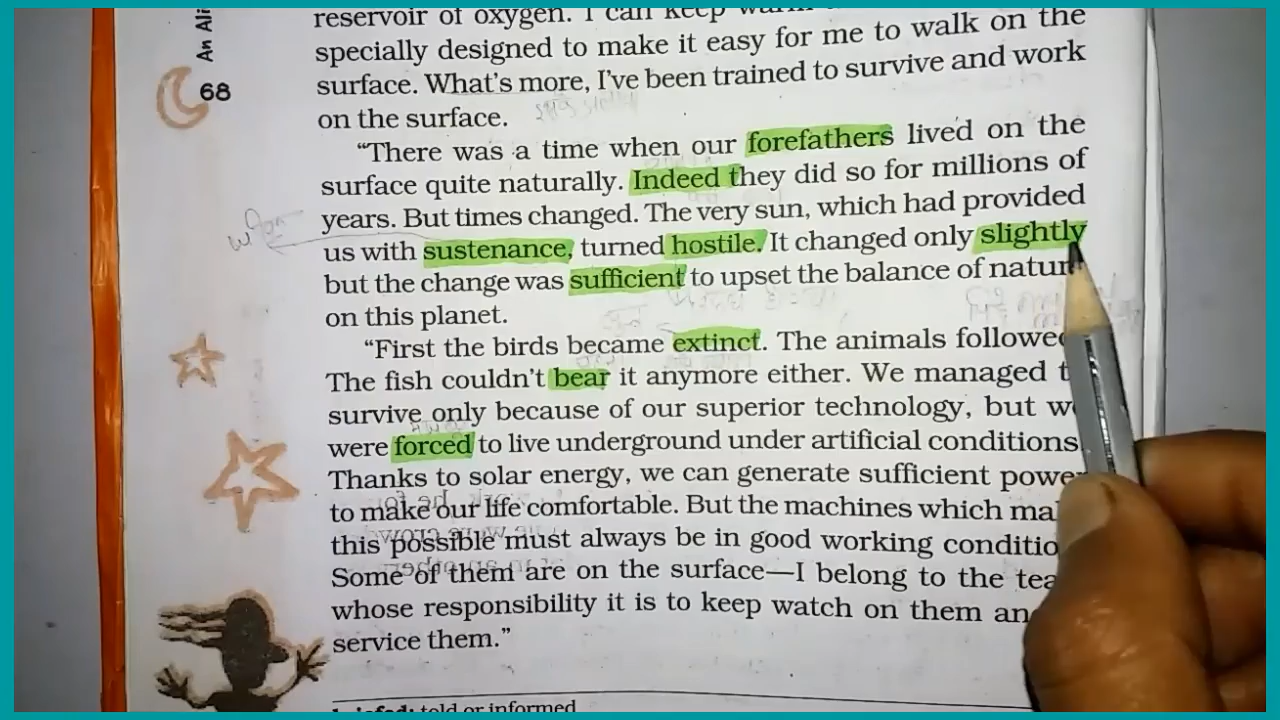 An Ali
68
reservoir of oxygen. I can keep
specially designed to make it easy for me to walk on the
surface. What's more, I've been trained to survive and work
on the surface.
“There was a time when our forefathers lived on the
surface quite naturally. Indeed they did so for millions of
years. But times changed. The very sun, which had provided
us with sustenance, turned hostile. It changed only slightly
but the change was sufficient to upset the balance of natur
on this planet.
“First the birds became extinct. The animals followe
The fish couldn't bear it anymore either. We managed t
survive only because of our superior technology, but w
were forced to live underground under artificial conditions.
Thanks to solar energy, we can generate sufficient powe
to make our life comfortable. But the machines which ma
this possible must always be in good working conditio
Some of them are on the surface—I belong to the tea
whose responsibility it is to keep watch on them an
service them.”
told or informed